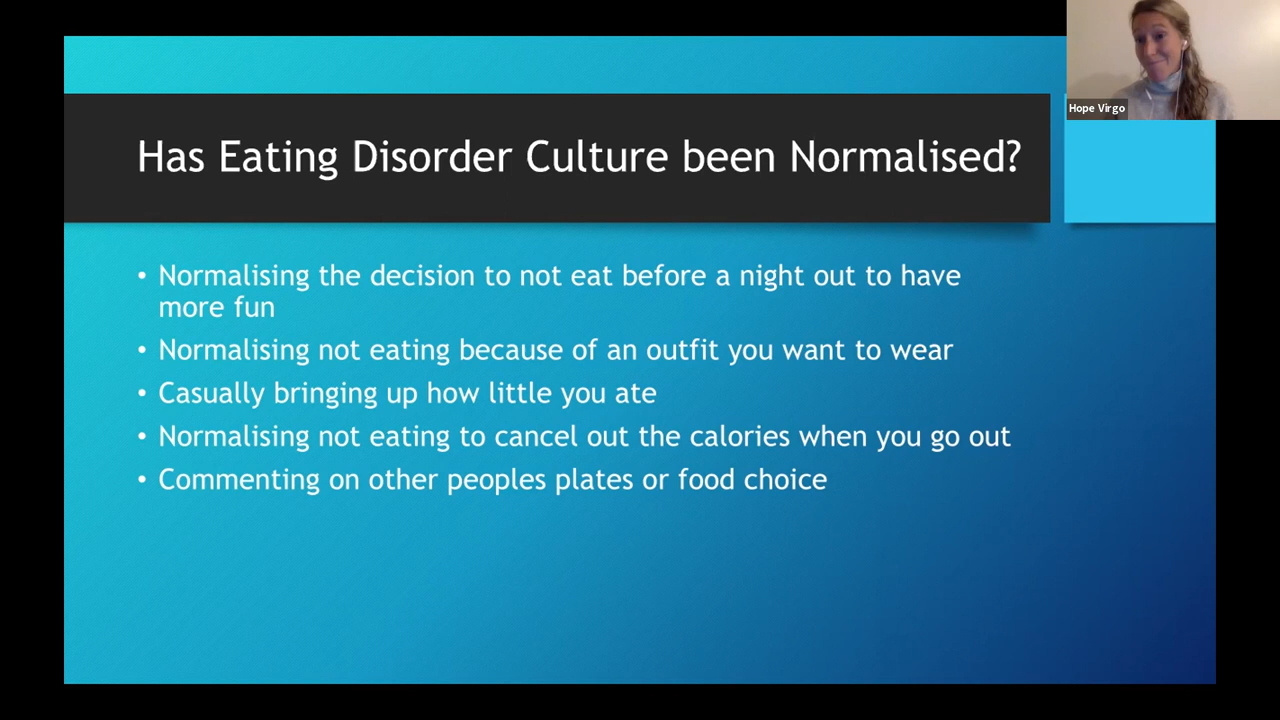 Hope Virgo
Has Eating Disorder Culture been Normalised?
• Normalising the decision to not eat before a night out to have
more fun
• Normalising not eating because of an outfit you want to wear
• Casually bringing up how little you ate
• Normalising not eating to cancel out the calories when you go out
• Commenting on other peoples plates or food choice